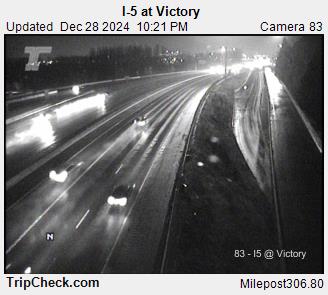 I-5 at Victory
Updated  Dec 28 2024  10:21 PM
Camera 83
TF
N
83 - I5 @ Victory
TripCheck.com
Milepost306.80